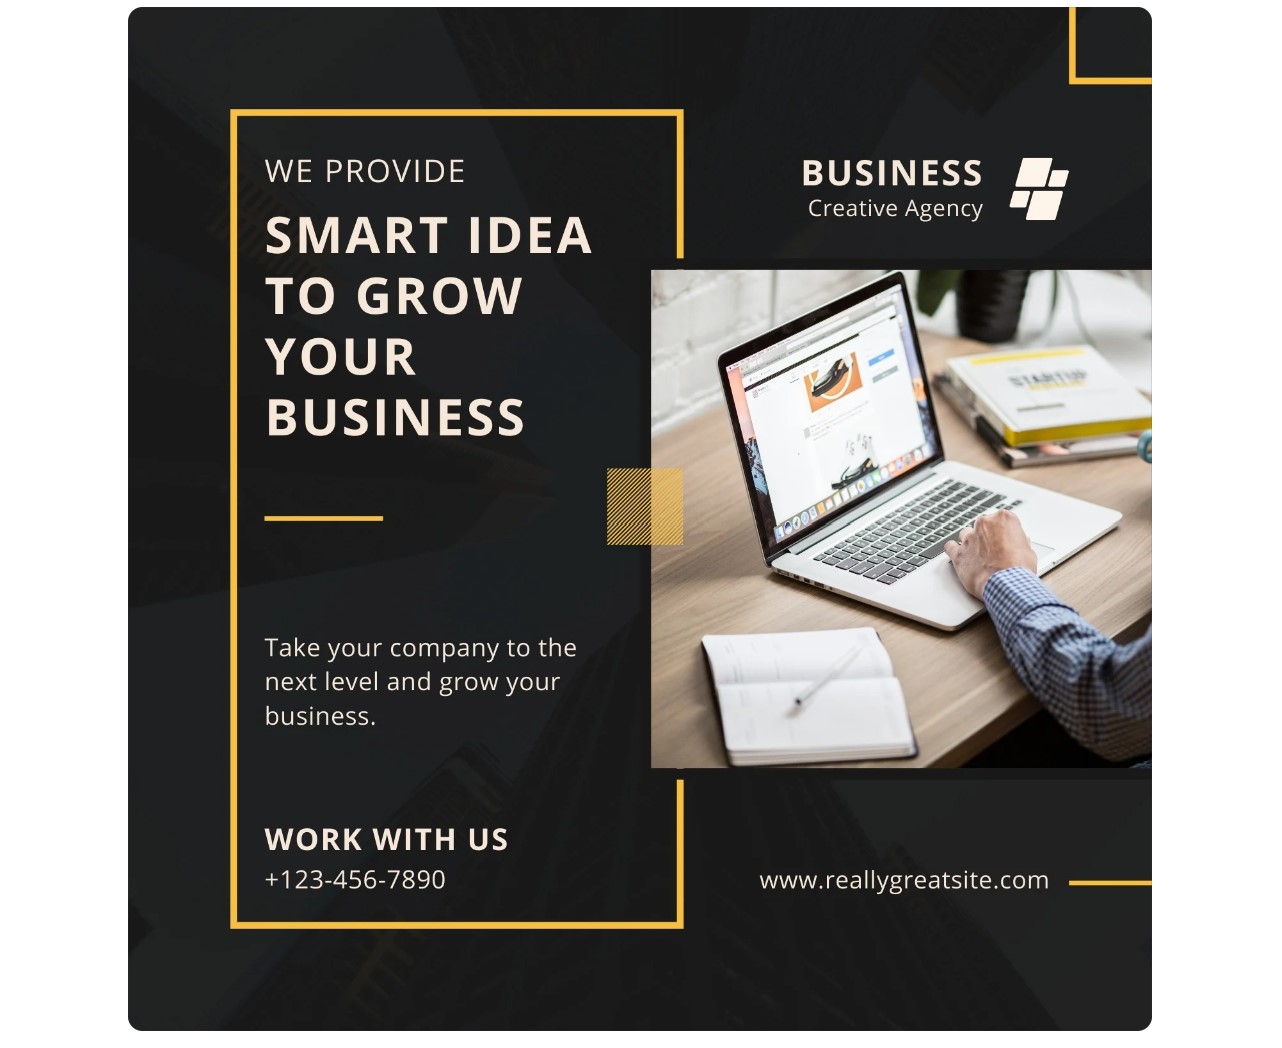 WE PROVIDE
SMART IDEA
TO GROW
YOUR
BUSINESS
Take your company to the
next level and grow your
business.
WORK WITH US
+123-456-7890
BUSINESS
Creative Agency
STARTUP
www.reallygreatsite.com